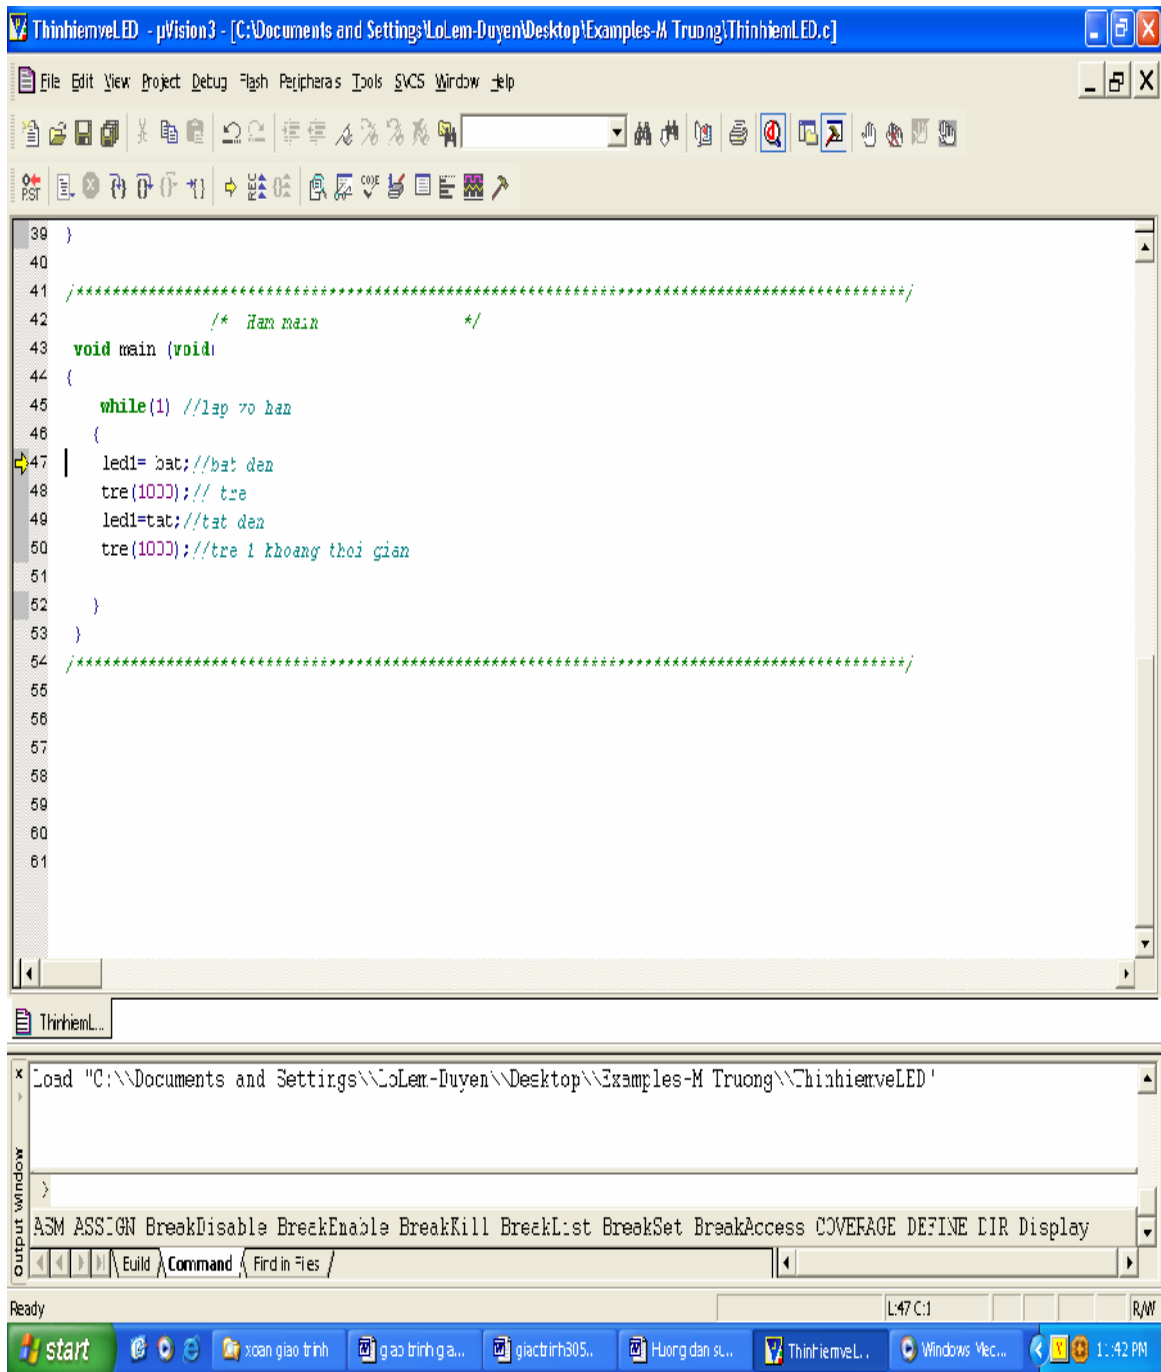 ThinhiemveLED - µVision3 - [C:\Documents and Settings\LoLem-Duyen\Desktop\Examples-M Truong\ThinhiemLED.c]
File Edit View Project Debug Flash Peripherals Tools SVCS Window Help
RST CODE
39 }
40
41 /*******************************************************************************************/
42 /* Ham main */
43 void main (void)
44 {
45 while(1) //lap vo han
46 {
47 led1= bat;//bat den
48 tre(1000);// tre
49 led1=tat;//tat den
50 tre(1000);//tre 1 khoang thoi gian
51
52 }
53 }
54 /*******************************************************************************************/
55
56
57
58
59
60
61
ThinhiemL...
Load "C:\\Documents and Settings\\LoLem-Duyen\\Desktop\\Examples-M Truong\\ThinhiemveLED"
>
ASM ASSIGN BreakDisable BreakEnable BreakKill BreakList BreakSet BreakAccess COVERAGE DEFINE DIR Display
Output Window
Build Command Find in Files
Ready L:47 C:1 R/W
start xoan giao trinh giao trinh gia... giactrinh305.. Huong dan su... ThinhiemveL... Windows Mec... 11:42 PM